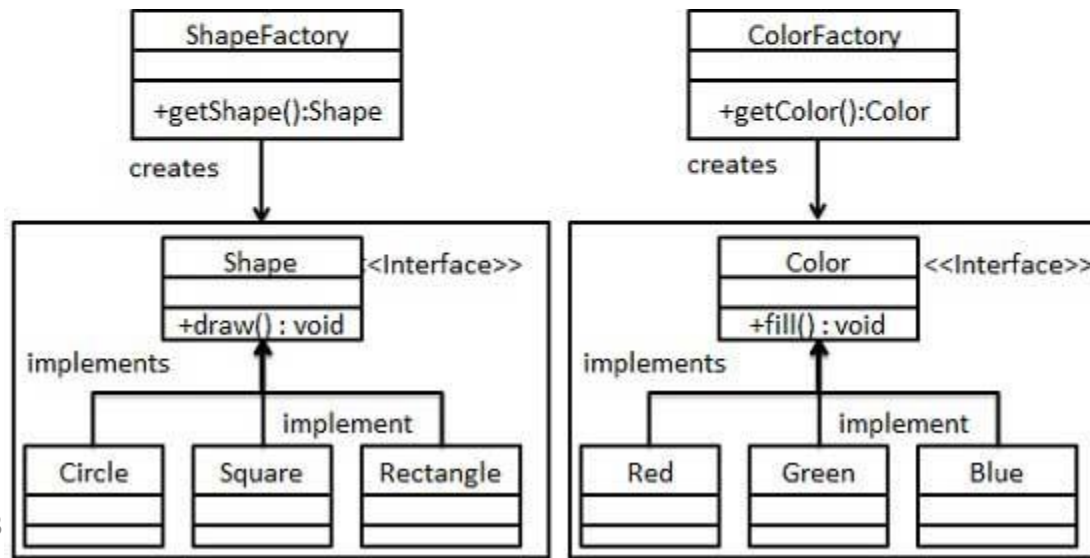 ShapeFactory
+getShape():Shape
creates
Shape
<<Interface>>
+draw() : void
implements
implement
Circle
Square
Rectangle
ColorFactory
+getColor():Color
creates
Color
<<Interface>>
+fill() : void
implements
implement
Red
Green
Blue